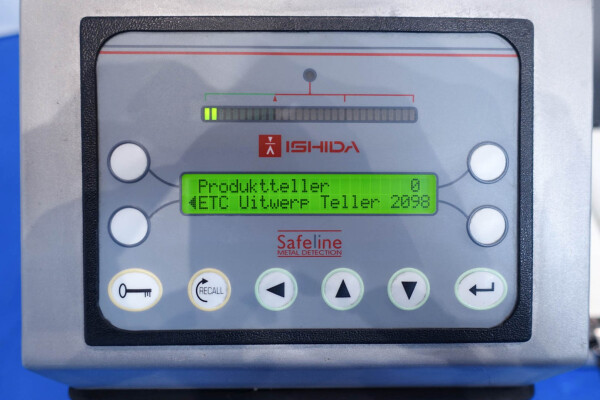 ISHIDA
Produktteller 0
ETC Uitwerp Teller 2098
Safeline
METAL DETECTION
RECALL